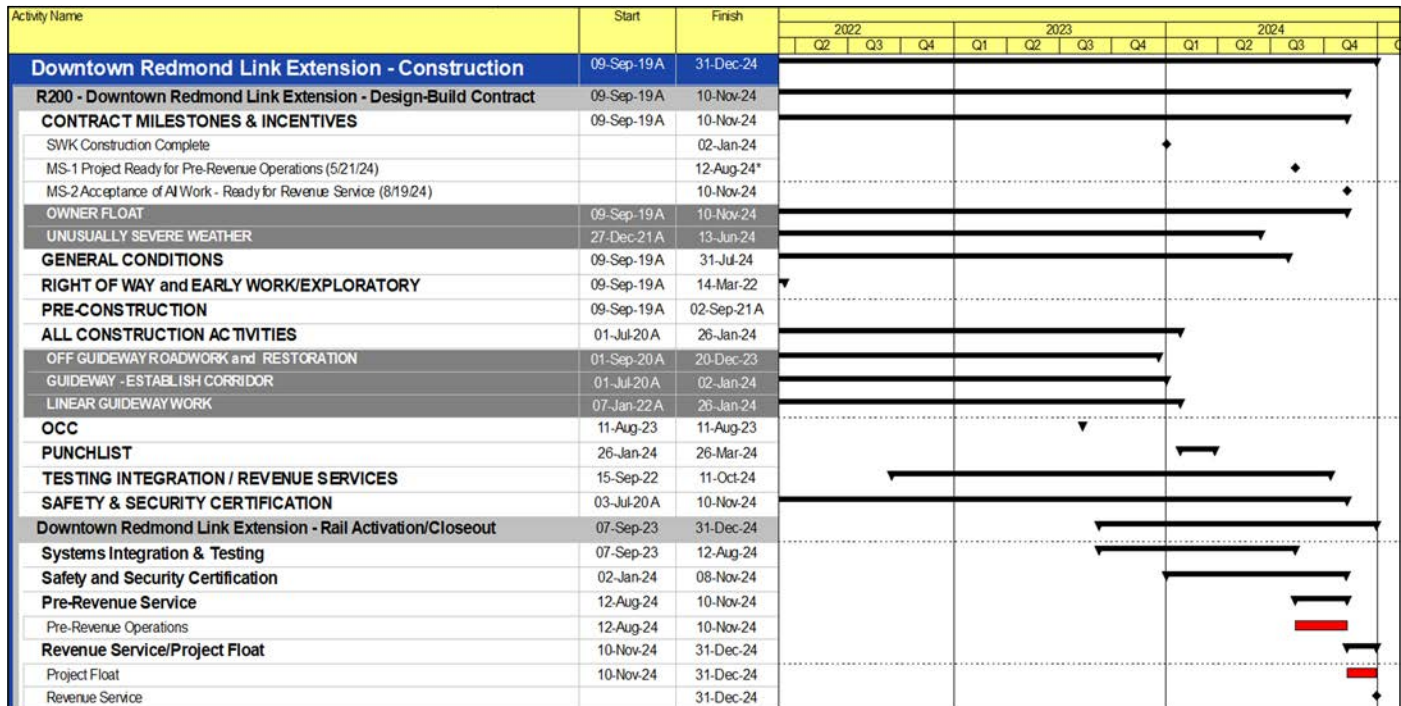 Activity Name Start Finish
2022 2023 2024
Q2 Q3 Q4 Q1 Q2 Q3 Q4 Q1 Q2 Q3 Q4
Downtown Redmond Link Extension - Construction 09-Sep-19 A 31-Dec-24
R200 - Downtown Redmond Link Extension - Design-Build Contract 09-Sep-19 A 10-Nov-24
CONTRACT MILESTONES & INCENTIVES 09-Sep-19 A 10-Nov-24
SWK Construction Complete 02-Jan-24
MS-1 Project Ready for Pre-Revenue Operations (5/21/24) 12-Aug-24*
MS-2 Acceptance of Al Work - Ready for Revenue Service (8/19/24) 10-Nov-24
OWNER FLOAT 09-Sep-19 A 10-Nov-24
UNUSUALLY SEVERE WEATHER 27-Dec-21 A 13-Jun-24
GENERAL CONDITIONS 09-Sep-19 A 31-Jul-24
RIGHT OF WAY and EARLY WORK/EXPLORATORY 09-Sep-19 A 14-Mar-22
PRE-CONSTRUCTION 09-Sep-19 A 02-Sep-21 A
ALL CONSTRUCTION ACTIVITIES 01-Jul-20 A 26-Jan-24
OFF GUIDEWAY ROADWORK and RESTORATION 01-Sep-20 A 20-Dec-23
GUIDEWAY - ESTABLISH CORRIDOR 01-Jul-20 A 02-Jan-24
LINEAR GUIDEWAY WORK 07-Jan-22 A 26-Jan-24
OCC 11-Aug-23 11-Aug-23
PUNCHLIST 26-Jan-24 26-Mar-24
TESTING INTEGRATION / REVENUE SERVICES 15-Sep-22 11-Oct-24
SAFETY & SECURITY CERTIFICATION 03-Jul-20 A 10-Nov-24
Downtown Redmond Link Extension - Rail Activation/Closeout 07-Sep-23 31-Dec-24
Systems Integration & Testing 07-Sep-23 12-Aug-24
Safety and Security Certification 02-Jan-24 08-Nov-24
Pre-Revenue Service 12-Aug-24 10-Nov-24
Pre-Revenue Operations 12-Aug-24 10-Nov-24
Revenue Service/Project Float 10-Nov-24 31-Dec-24
Project Float 10-Nov-24 31-Dec-24
Revenue Service 31-Dec-24